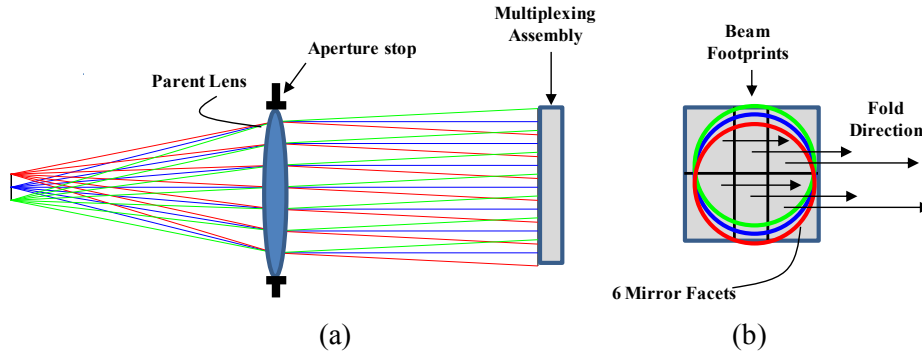 Multiplexing
Assembly
Aperture stop
Parent Lens
(a)
Beam
Footprints
Fold
Direction
6 Mirror Facets
(b)